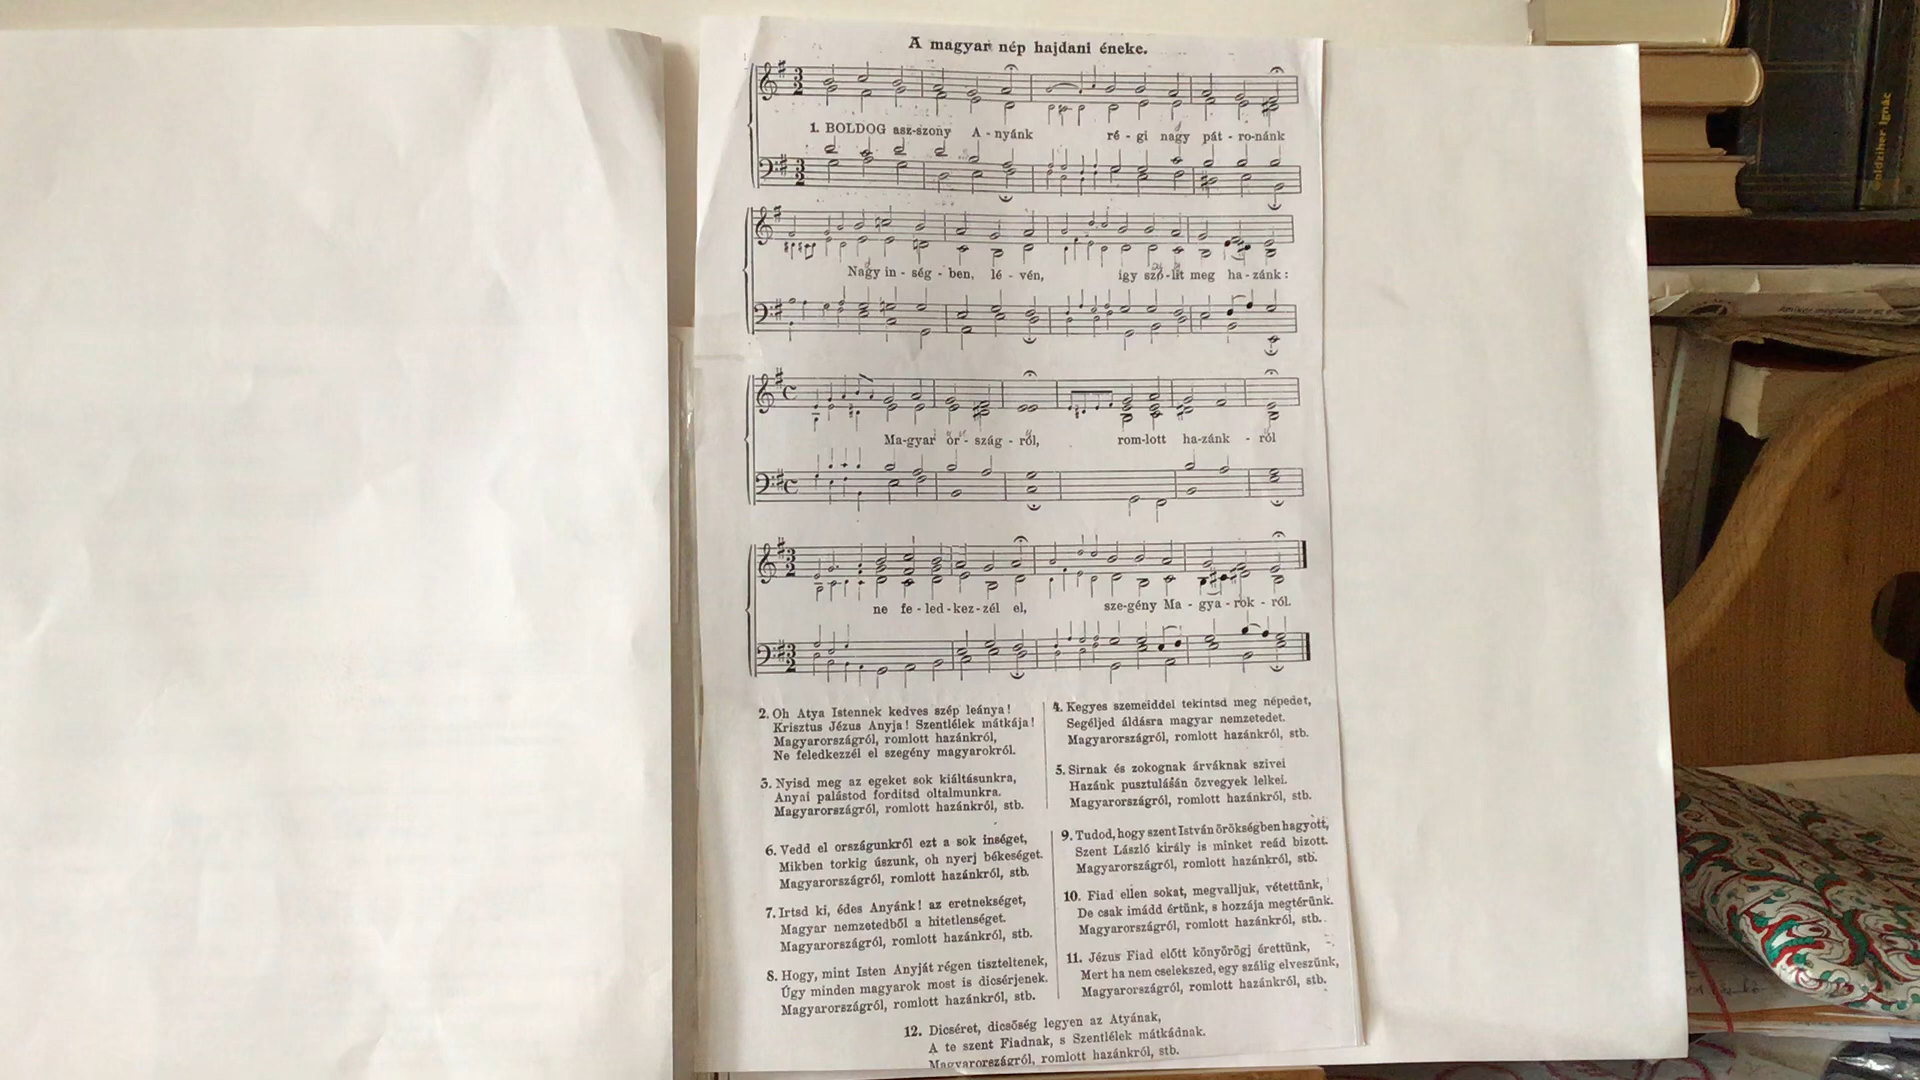 A magyar nép hajdani éneke.
1. BOLDOG asz-szony A - nyánk ré - gi nagy pát - ro-nánk
Nagy in - ség - ben, lé - vén, így szó-lít meg ha - zánk:
Ma-gyar or - szág - ról, rom-lott ha-zánk - ról
ne fe - led - kez - zél el, sze-gény Ma - gya - rok - ról.
2. Oh Atya Istennek kedves szép leánya!
Krisztus Jézus Anyja! Szentlélek mátkája!
Magyarországról, romlott hazánkról,
Ne feledkezzél el szegény magyarokról.
3. Nyisd meg az egeket sok kiáltásunkra,
Anyai palástod fordítsd oltalmunkra.
Magyarországról, romlott hazánkról, stb.
4. Kegyes szemeiddel tekintsd meg népedet,
Segéljed áldásra magyar nemzetedet.
Magyarországról, romlott hazánkról, stb.
5. Sirnak és zokognak árváknak szivei
Hazánk pusztulásán özvegyek lelkei.
Magyarországról, romlott hazánkról, stb.
6. Vedd el országunkról ezt a sok inséget,
Mikben torkig úszunk, oh nyerj békeséget.
Magyarországról, romlott hazánkról, stb.
7. Irtsd ki, édes Anyánk! az eretnekséget,
Magyar nemzetedből a hitetlenséget.
Magyarországról, romlott hazánkról, stb.
8. Hogy, mint Isten Anyját régen tiszteltenek,
Úgy minden magyarok most is dicsérjenek.
Magyarországról, romlott hazánkról, stb.
9. Tudod, hogy szent István örökségben hagyott,
Szent László király is minket reád bizott.
Magyarországról, romlott hazánkról, stb.
10. Fiad ellen sokat, megvalljuk, vétettünk,
De csak imádd értünk, s hozzája megtérünk.
Magyarországról, romlott hazánkról, stb.
11. Jézus Fiad előtt könyörögj érettünk,
Mert ha nem cselekszed, egy szálig elveszünk,
Magyarországról, romlott hazánkról, stb.
12. Dicséret, dicsőség legyen az Atyának,
A te szent Fiadnak, s Szentlélek mátkádnak.
Magyarországról, romlott hazánkról, stb.
Goldziher Ignác